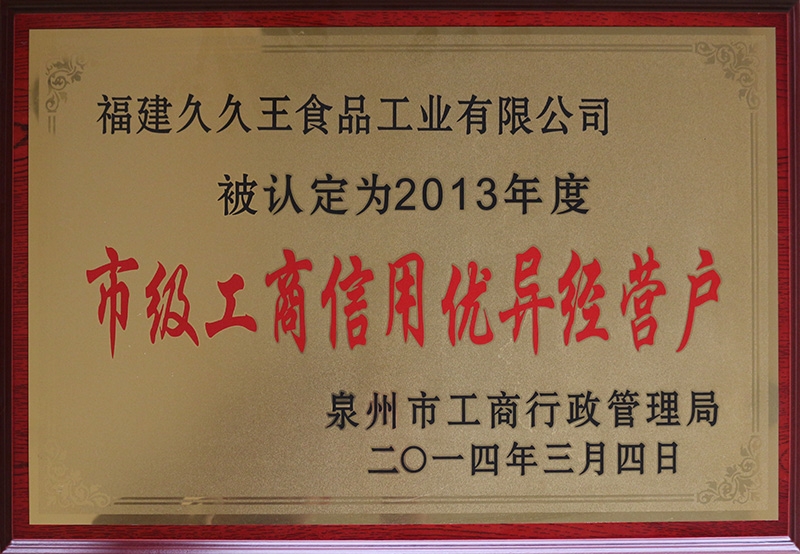 福建久久王食品工业有限公司
被认定为2013年度
市级工商信用优异经营户
泉州市工商行政管理局
二〇一四年三月四日